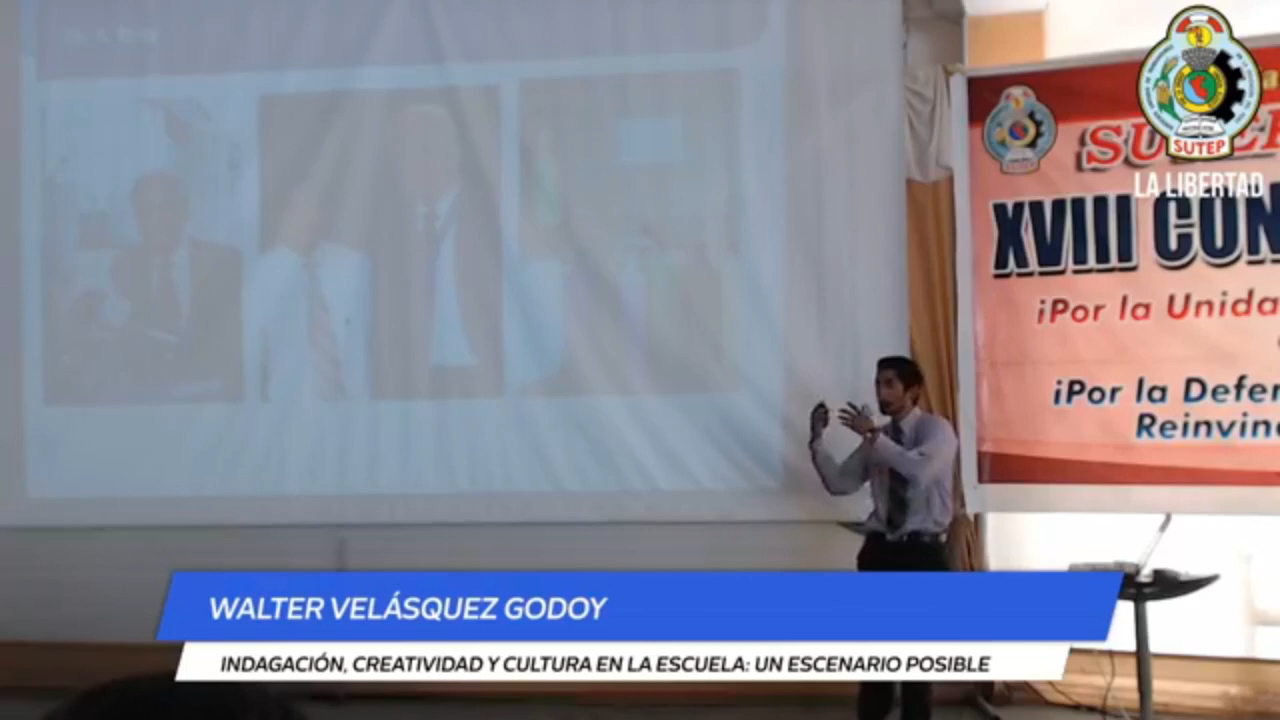 SUTEP
LA LIBERTAD
SUTEP
XVIII CON
¡Por la Unida
¡Por la Defen
Reinvin
WALTER VELÁSQUEZ GODOY
INDAGACIÓN, CREATIVIDAD Y CULTURA EN LA ESCUELA: UN ESCENARIO POSIBLE